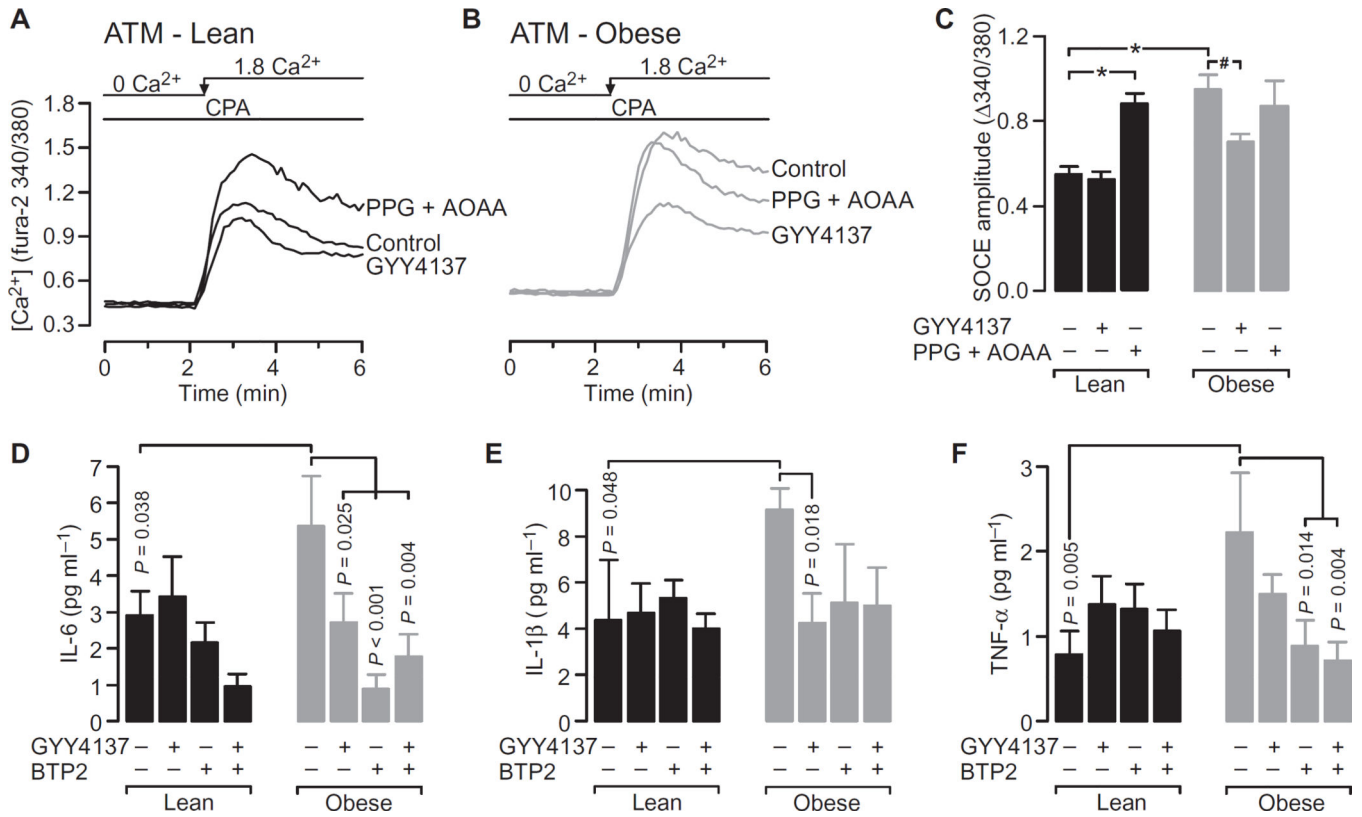 A
ATM - Lean
0 Ca²⁺
1.8 Ca²⁺
CPA
[Ca²⁺] (fura-2 340/380)
1.8
1.5
1.2
0.9
0.6
0.3
PPG + AOAA
Control
GYY4137
0 2 4 6
Time (min)
B
ATM - Obese
0 Ca²⁺
1.8 Ca²⁺
CPA
Control
PPG + AOAA
GYY4137
0 2 4 6
Time (min)
C
SOCE amplitude (Δ340/380)
1.2
0.9
0.6
0.3
0.0
*
*
#
GYY4137 – + – – + –
PPG + AOAA – – + – – +
Lean Obese
D
IL-6 (pg ml⁻¹)
7
6
5
4
3
2
1
0
P = 0.038
P = 0.025
P < 0.001
P = 0.004
GYY4137 – + – + – + – +
BTP2 – – + + – – + +
Lean Obese
E
IL-1β ( pg ml⁻¹)
10
8
6
4
2
0
P = 0.048
P = 0.018
GYY4137 – + – + – + – +
BTP2 – – + + – – + +
Lean Obese
F
TNF-α (pg ml⁻¹)
3
2
1
0
P = 0.005
P = 0.014
P = 0.004
GYY4137 – + – + – + – +
BTP2 – – + + – – + +
Lean Obese